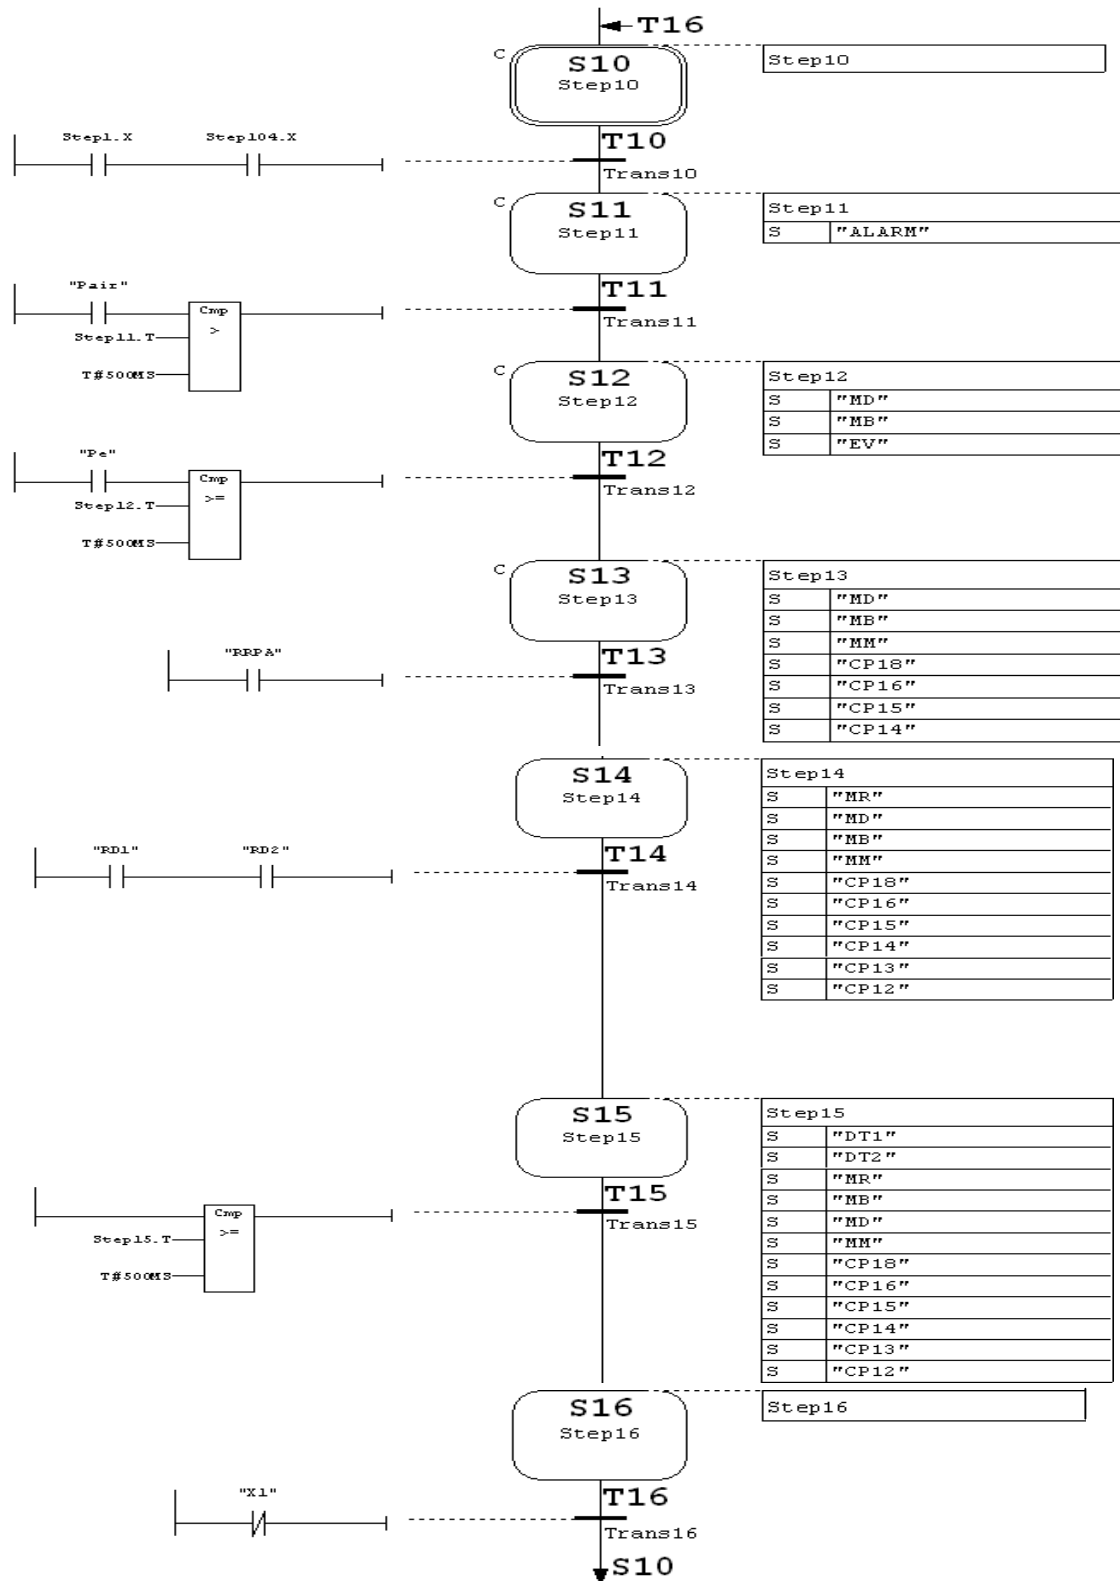 T16
C
S10
Step10
Step10
Step1.X
Step104.X
T10
Trans10
C
S11
Step11
Step11
S "ALARM"
"Pair"
Cmp
>
Step11.T
T#500MS
T11
Trans11
C
S12
Step12
Step12
S "MD"
S "MB"
S "EV"
"Pe"
Cmp
>=
Step12.T
T#500MS
T12
Trans12
C
S13
Step13
Step13
S "MD"
S "MB"
S "MM"
S "CP18"
S "CP16"
S "CP15"
S "CP14"
"RRPA"
T13
Trans13
S14
Step14
Step14
S "MR"
S "MD"
S "MB"
S "MM"
S "CP18"
S "CP16"
S "CP15"
S "CP14"
S "CP13"
S "CP12"
"RD1"
"RD2"
T14
Trans14
S15
Step15
Step15
S "DT1"
S "DT2"
S "MR"
S "MB"
S "MD"
S "MM"
S "CP18"
S "CP16"
S "CP15"
S "CP14"
S "CP13"
S "CP12"
Cmp
>=
Step15.T
T#500MS
T15
Trans15
S16
Step16
Step16
"X1"
T16
Trans16
S10